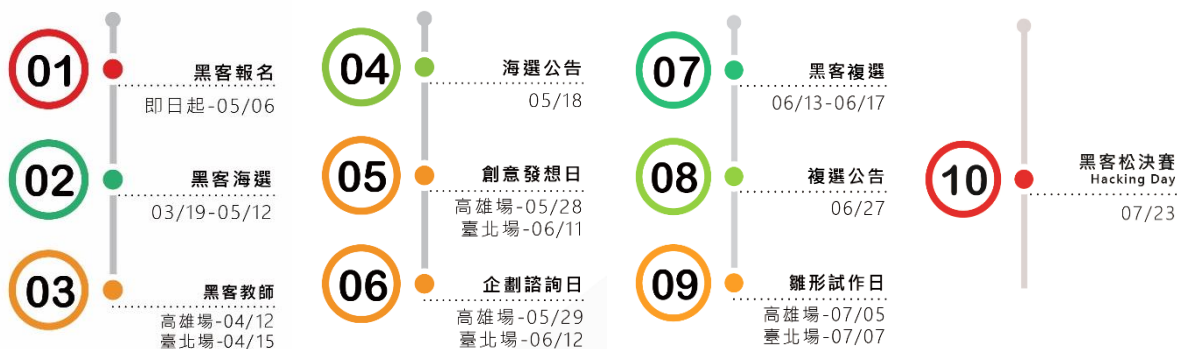 01
黑客報名
即日起-05/06
02
黑客海選
03/19-05/12
03
黑客教師
高雄場-04/12
臺北場-04/15
04
海選公告
05/18
05
創意發想日
高雄場-05/28
臺北場-06/11
06
企劃諮詢日
高雄場-05/29
臺北場-06/12
07
黑客複選
06/13-06/17
08
複選公告
06/27
09
雛形試作日
高雄場-07/05
臺北場-07/07
10
黑客松決賽
Hacking Day
07/23